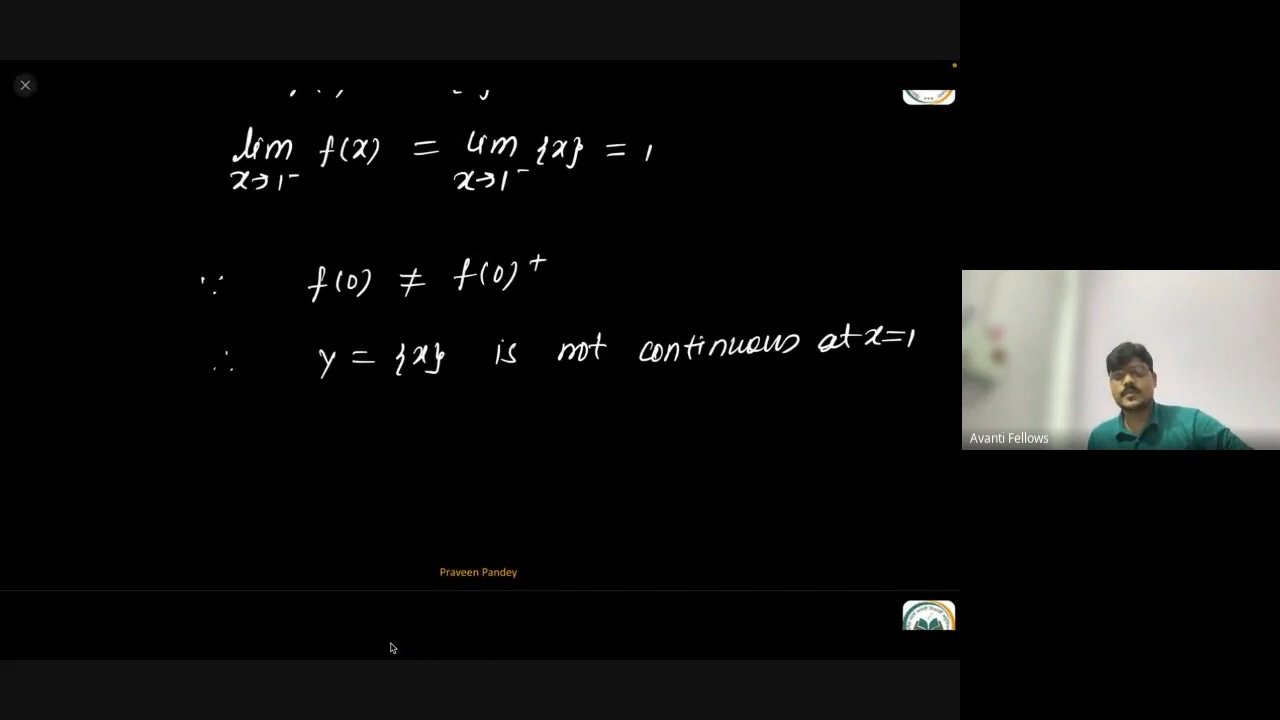 lim f(x) = lim {x} = 1
x→1⁻ x→1⁻
∵ f(0) ≠ f(0)⁺
∴ y = {x} is not continuous at x=1
Avanti Fellows
Praveen Pandey